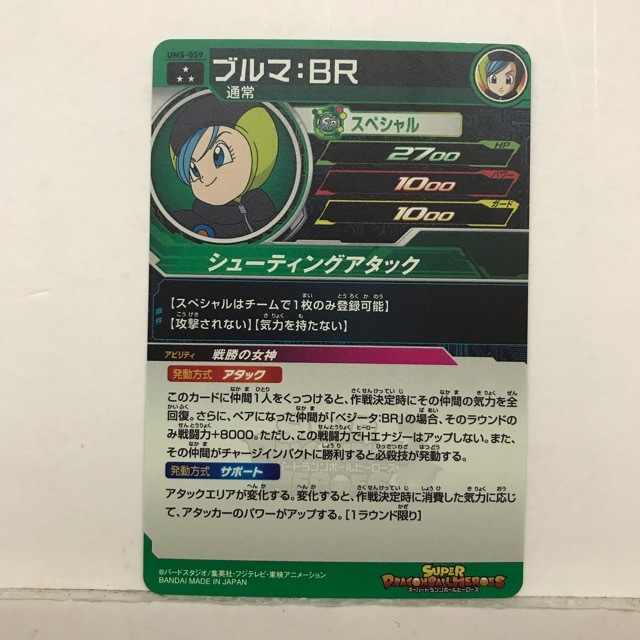 UM5-059
ブルマ:BR
通常
SP スペシャル
HP
2700
パワー
1000
ガード
1000
シューティングアタック
特性
【スペシャルはチームで1枚のみ登録可能】
【攻撃されない】【気力を持たない】
アビリティ 戦勝の女神
発動方式 アタック
このカードに仲間1人をくっつけると、作戦決定時にその仲間の気力を全
回復。さらに、ペアになった仲間が「ベジータ:BR」の場合、そのラウンドの
み戦闘力+8000。ただし、この戦闘力でHエナジーはアップしない。また、
その仲間がチャージインパクトに勝利すると必殺技が発動する。
発動方式 サポート
アタックエリアが変化する。変化すると、作戦決定時に消費した気力に応じ
て、アタッカーのパワーがアップする。[1ラウンド限り]
©バードスタジオ/集英社・フジテレビ・東映アニメーション
BANDAI MADE IN JAPAN
SUPER
DRAGONBALL HEROES
スーパードラゴンボールヒーローズ